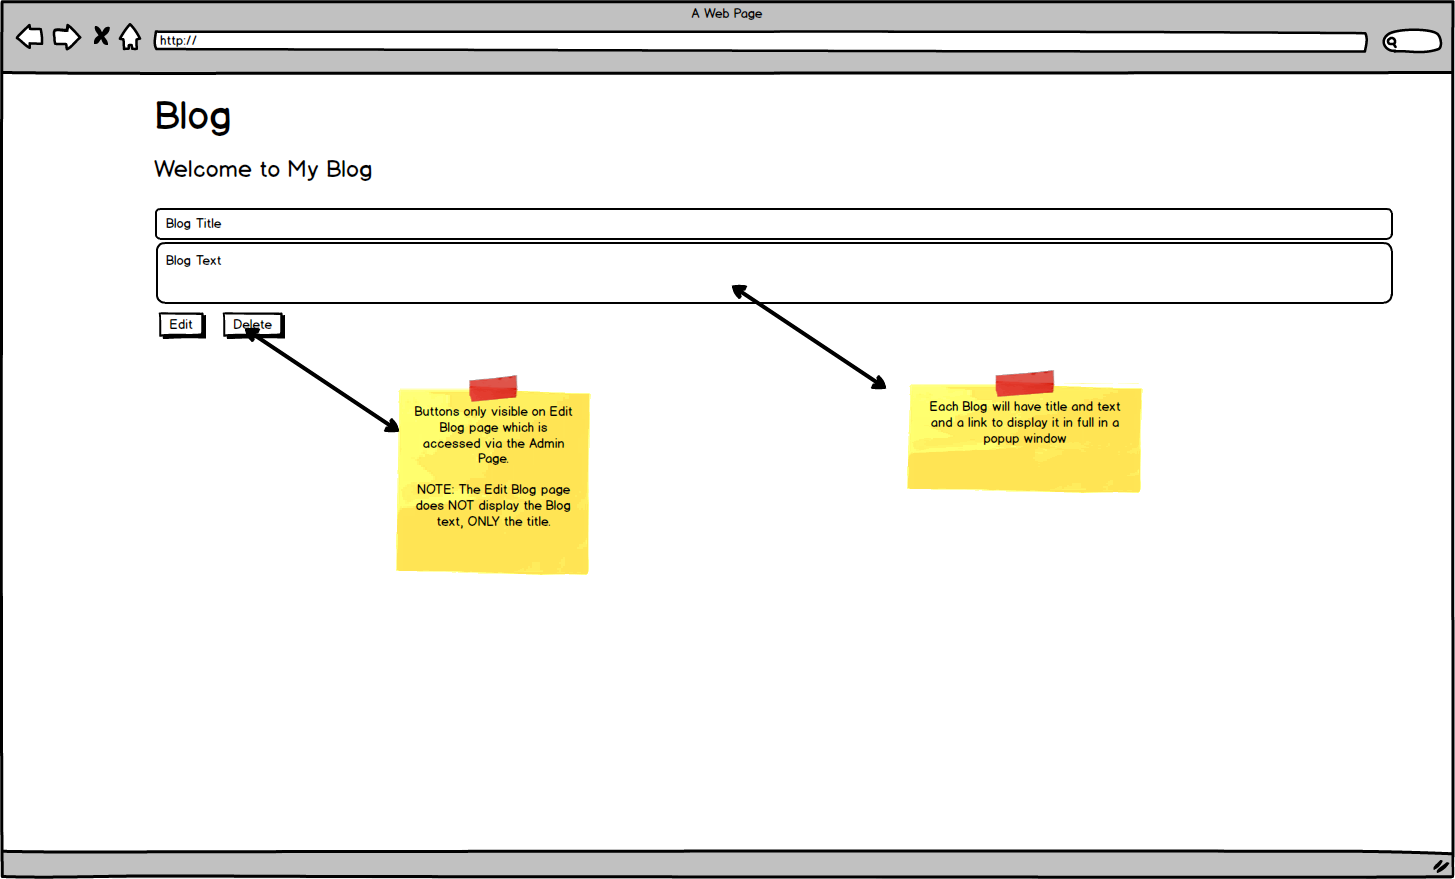 A Web Page
http://
Blog
Welcome to My Blog
Blog Title
Blog Text
Edit
Delete
Buttons only visible on Edit
Blog page which is
accessed via the Admin
Page.
NOTE: The Edit Blog page
does NOT display the Blog
text, ONLY the title.
Each Blog will have title and text
and a link to display it in full in a
popup window